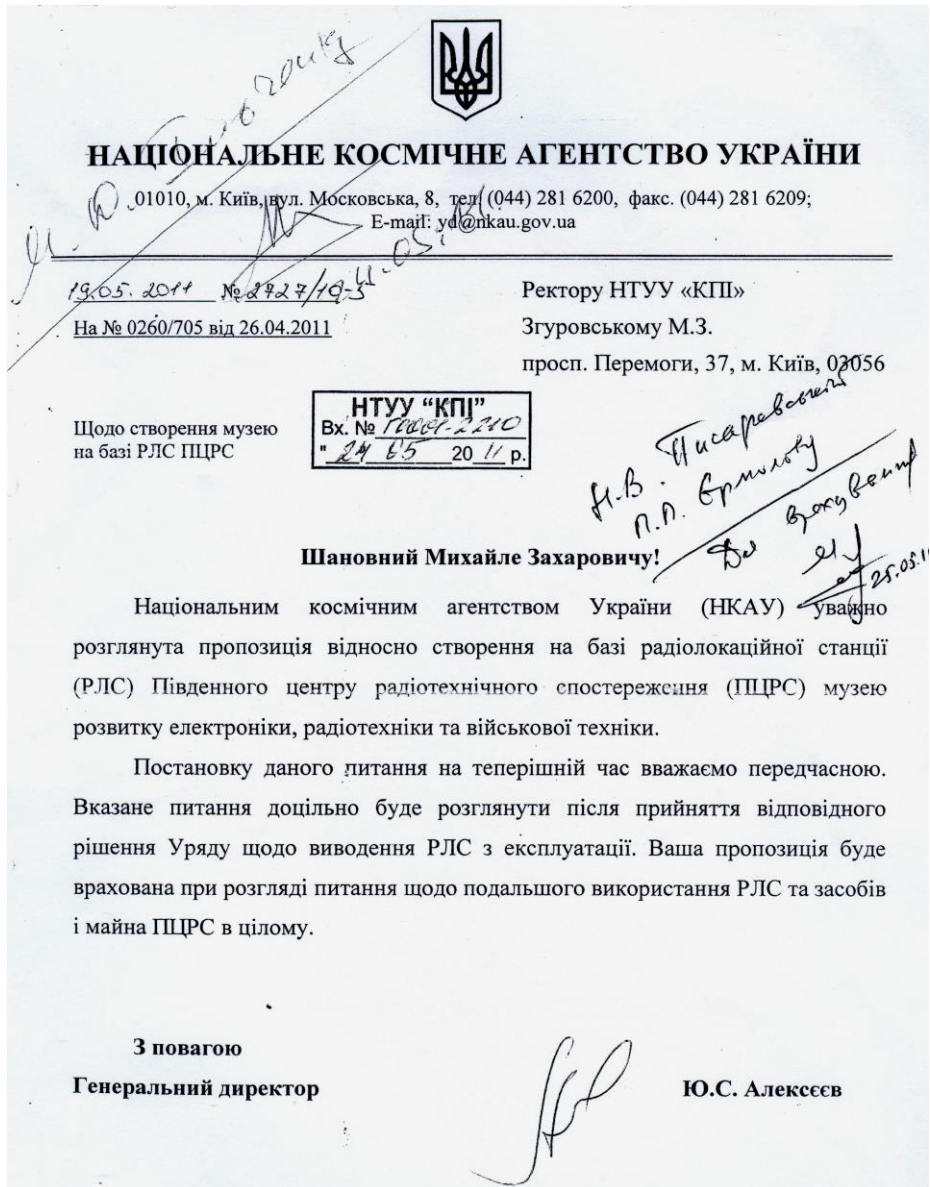 НАЦІОНАЛЬНЕ КОСМІЧНЕ АГЕНТСТВО УКРАЇНИ
01010, м. Київ, вул. Московська, 8, тел. (044) 281 6200, факс. (044) 281 6209;
E-mail: yd@nkau.gov.ua
19.05.2011 № 2727/10-
На № 0260/705 від 26.04.2011
Ректору НТУУ «КПІ»
Згуровському М.З.
просп. Перемоги, 37, м. Київ, 03056
Щодо створення музею
на базі РЛС ПЦРС
НТУУ “КПІ”
Вх. №
" 24 05 20 11 р.
П.П. Єрмолову
До врахування
25.05.11
Шановний Михайле Захаровичу!
Національним космічним агентством України (НКАУ) уважно
розглянута пропозиція відносно створення на базі радіолокаційної станції
(РЛС) Південного центру радіотехнічного спостереження (ПЦРС) музею
розвитку електроніки, радіотехніки та військової техніки.
Постановку даного питання на теперішній час вважаємо передчасною.
Вказане питання доцільно буде розглянути після прийняття відповідного
рішення Уряду щодо виводення РЛС з експлуатації. Ваша пропозиція буде
врахована при розгляді питання щодо подальшого використання РЛС та засобів
і майна ПЦРС в цілому.
З повагою
Генеральний директор
Ю.С. Алексєєв